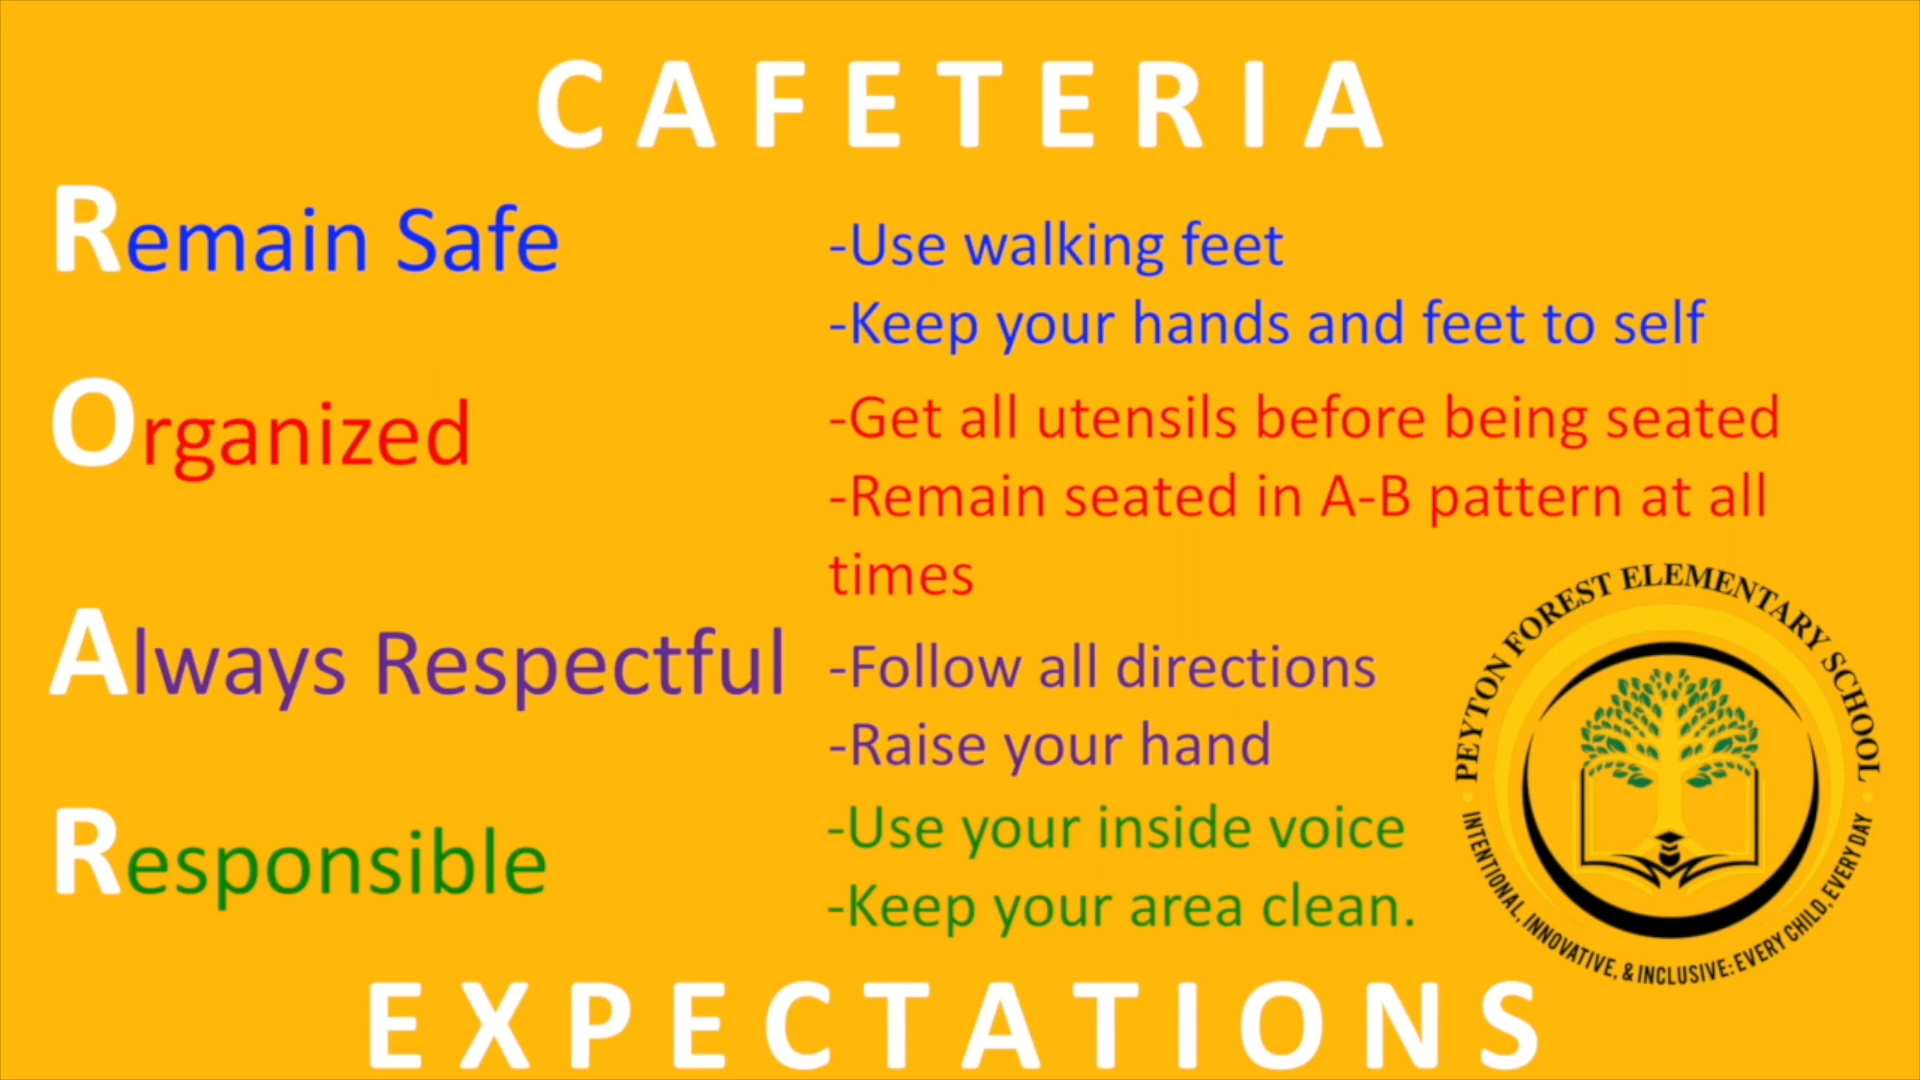 CAFETERIA
Remain Safe
-Use walking feet
-Keep your hands and feet to self
Organized
-Get all utensils before being seated
-Remain seated in A-B pattern at all
times
Always Respectful
-Follow all directions
-Raise your hand
Responsible
-Use your inside voice
-Keep your area clean.
PEYTON FOREST ELEMENTARY SCHOOL
INTENTIONAL, INNOVATIVE, & INCLUSIVE: EVERY CHILD, EVERY DAY
EXPECTATIONS